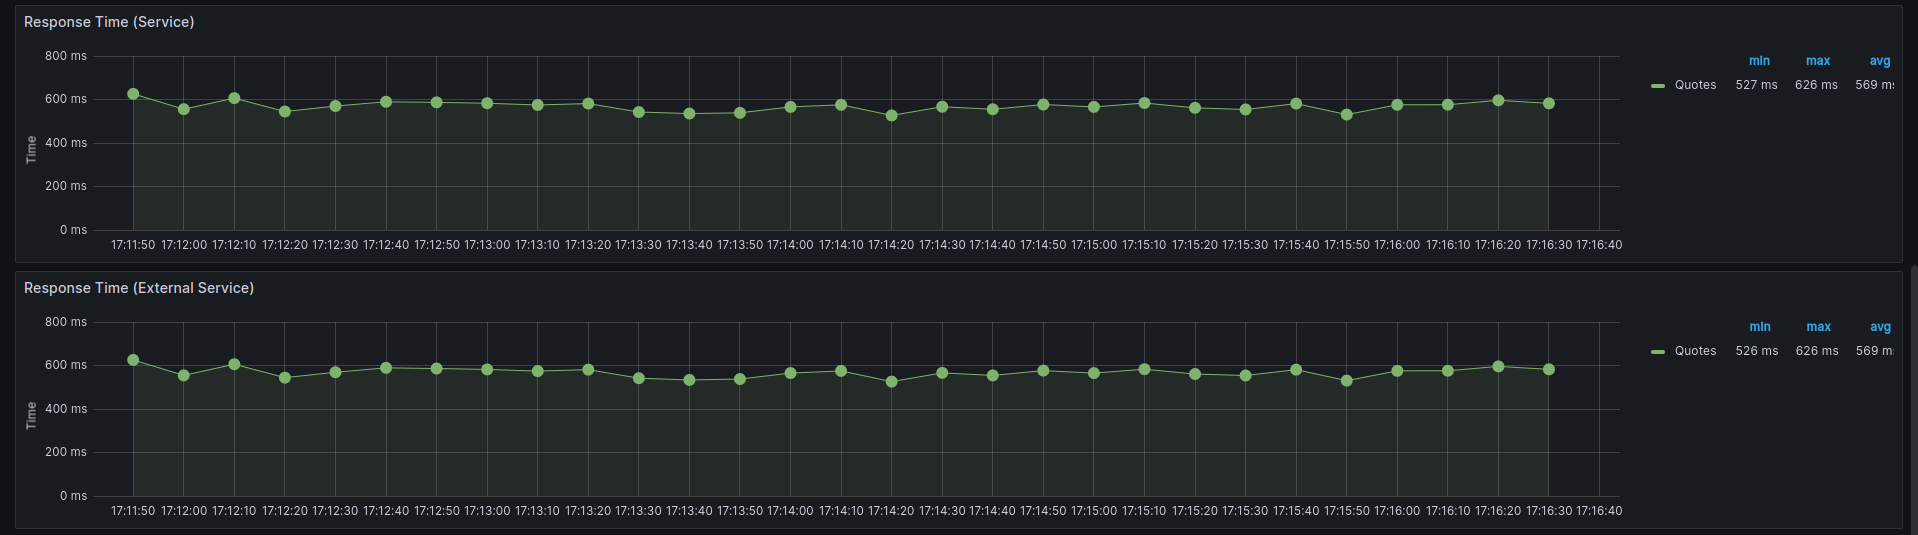 Response Time (Service)
800 ms
600 ms
400 ms
200 ms
0 ms
Time
17:11:50 17:12:00 17:12:10 17:12:20 17:12:30 17:12:40 17:12:50 17:13:00 17:13:10 17:13:20 17:13:30 17:13:40 17:13:50 17:14:00 17:14:10 17:14:20 17:14:30 17:14:40 17:14:50 17:15:00 17:15:10 17:15:20 17:15:30 17:15:40 17:15:50 17:16:00 17:16:10 17:16:20 17:16:30 17:16:40
min max avg
Quotes 527 ms 626 ms 569 ms
Response Time (External Service)
800 ms
600 ms
400 ms
200 ms
0 ms
Time
17:11:50 17:12:00 17:12:10 17:12:20 17:12:30 17:12:40 17:12:50 17:13:00 17:13:10 17:13:20 17:13:30 17:13:40 17:13:50 17:14:00 17:14:10 17:14:20 17:14:30 17:14:40 17:14:50 17:15:00 17:15:10 17:15:20 17:15:30 17:15:40 17:15:50 17:16:00 17:16:10 17:16:20 17:16:30 17:16:40
min max avg
Quotes 526 ms 626 ms 569 ms